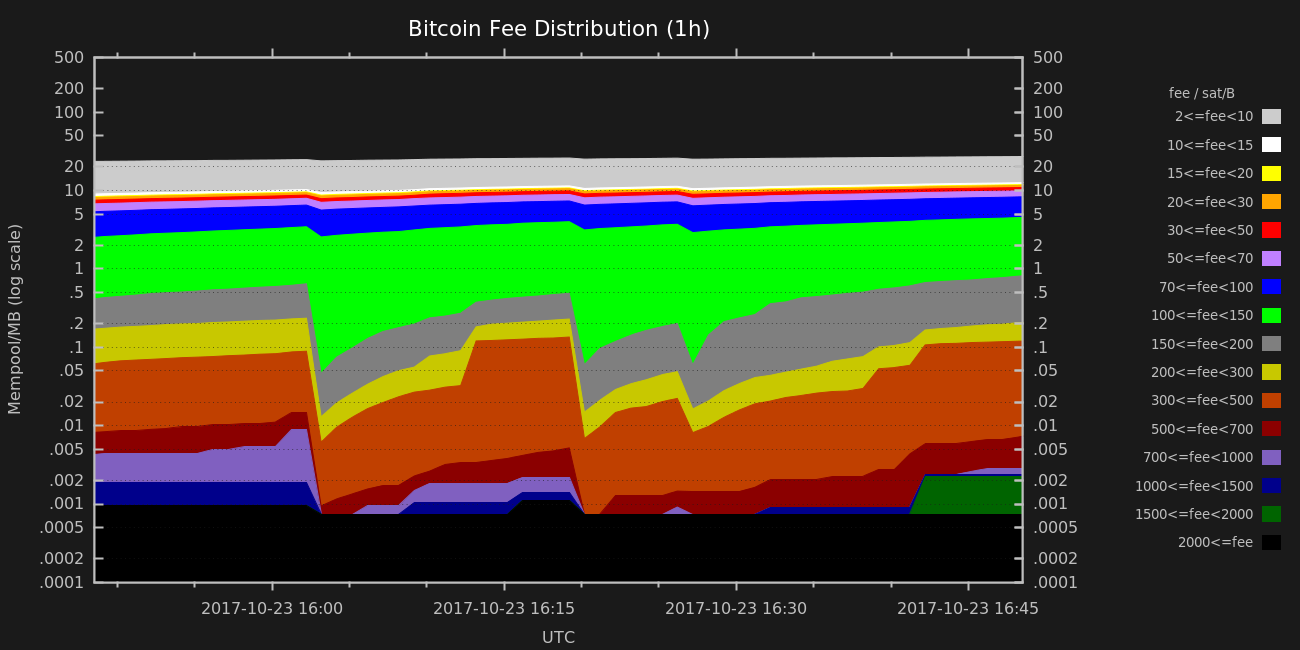 Bitcoin Fee Distribution (1h)
Mempool/MB (log scale)
500
200
100
50
20
10
5
2
1
.5
.2
.1
.05
.02
.01
.005
.002
.001
.0005
.0002
.0001
500
200
100
50
20
10
5
2
1
.5
.2
.1
.05
.02
.01
.005
.002
.001
.0005
.0002
.0001
2017-10-23 16:00
2017-10-23 16:15
2017-10-23 16:30
2017-10-23 16:45
UTC
fee / sat/B
2<=fee<10
10<=fee<15
15<=fee<20
20<=fee<30
30<=fee<50
50<=fee<70
70<=fee<100
100<=fee<150
150<=fee<200
200<=fee<300
300<=fee<500
500<=fee<700
700<=fee<1000
1000<=fee<1500
1500<=fee<2000
2000<=fee